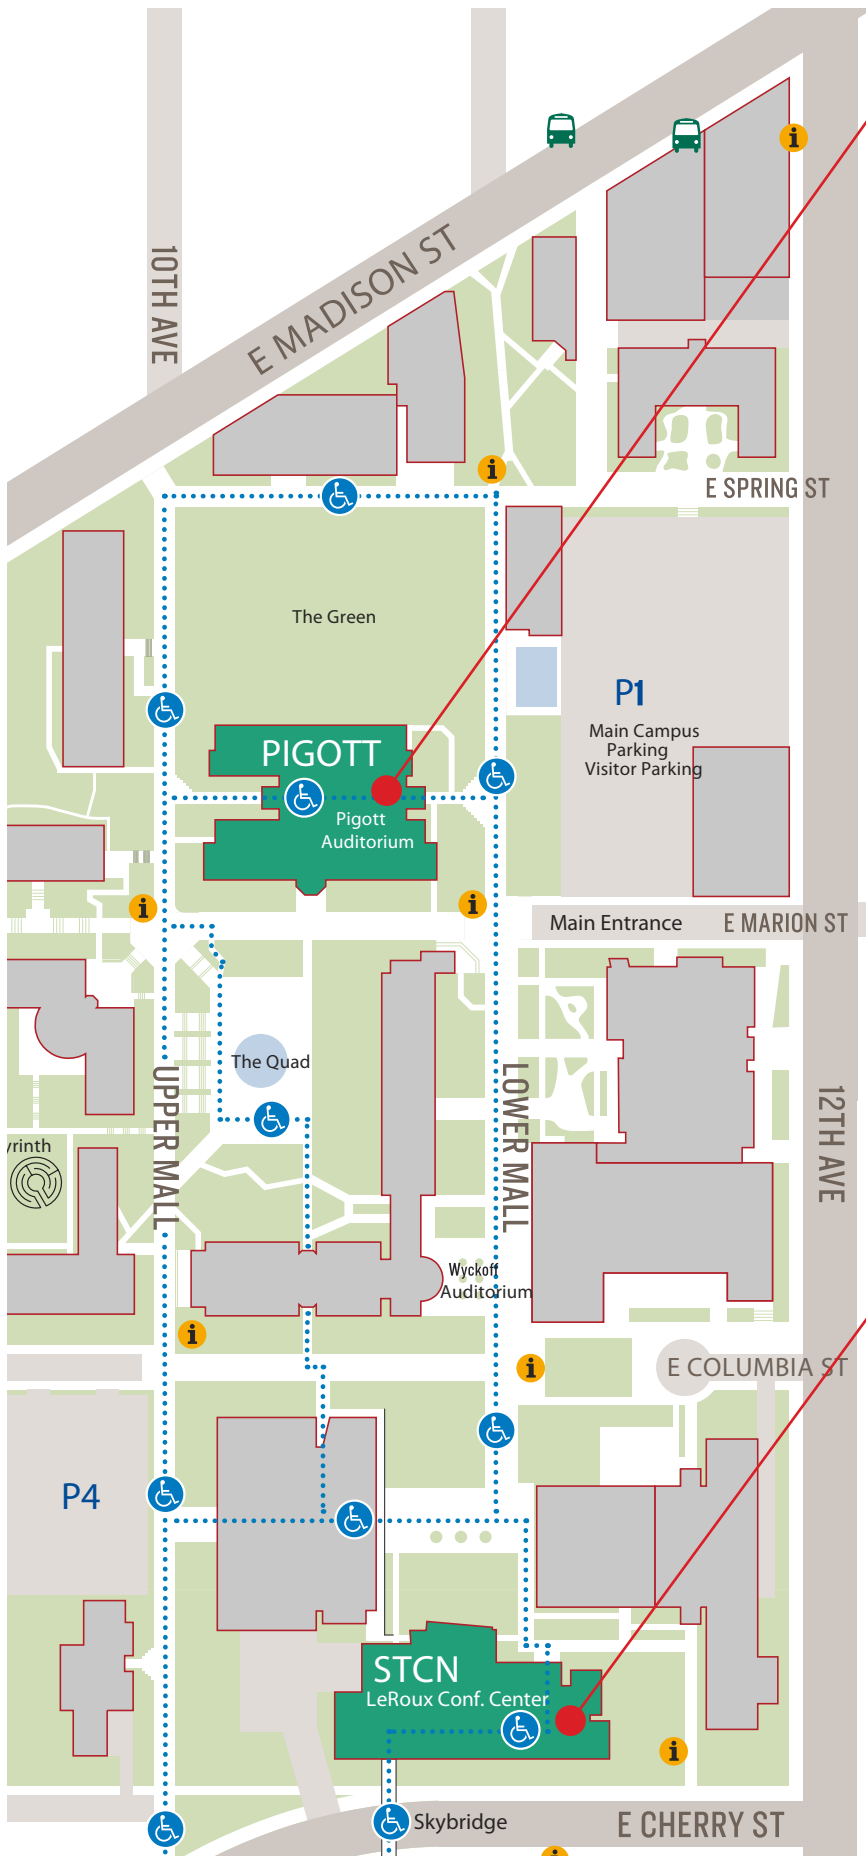 10TH AVE
E MADISON ST
E SPRING ST
The Green
P1
Main Campus
Parking
Visitor Parking
PIGOTT
Pigott
Auditorium
Main Entrance
E MARION ST
The Quad
UPPER MALL
LOWER MALL
12TH AVE
yrinth
Wyckoff
Auditorium
E COLUMBIA ST
P4
STCN
LeRoux Conf. Center
Skybridge
E CHERRY ST